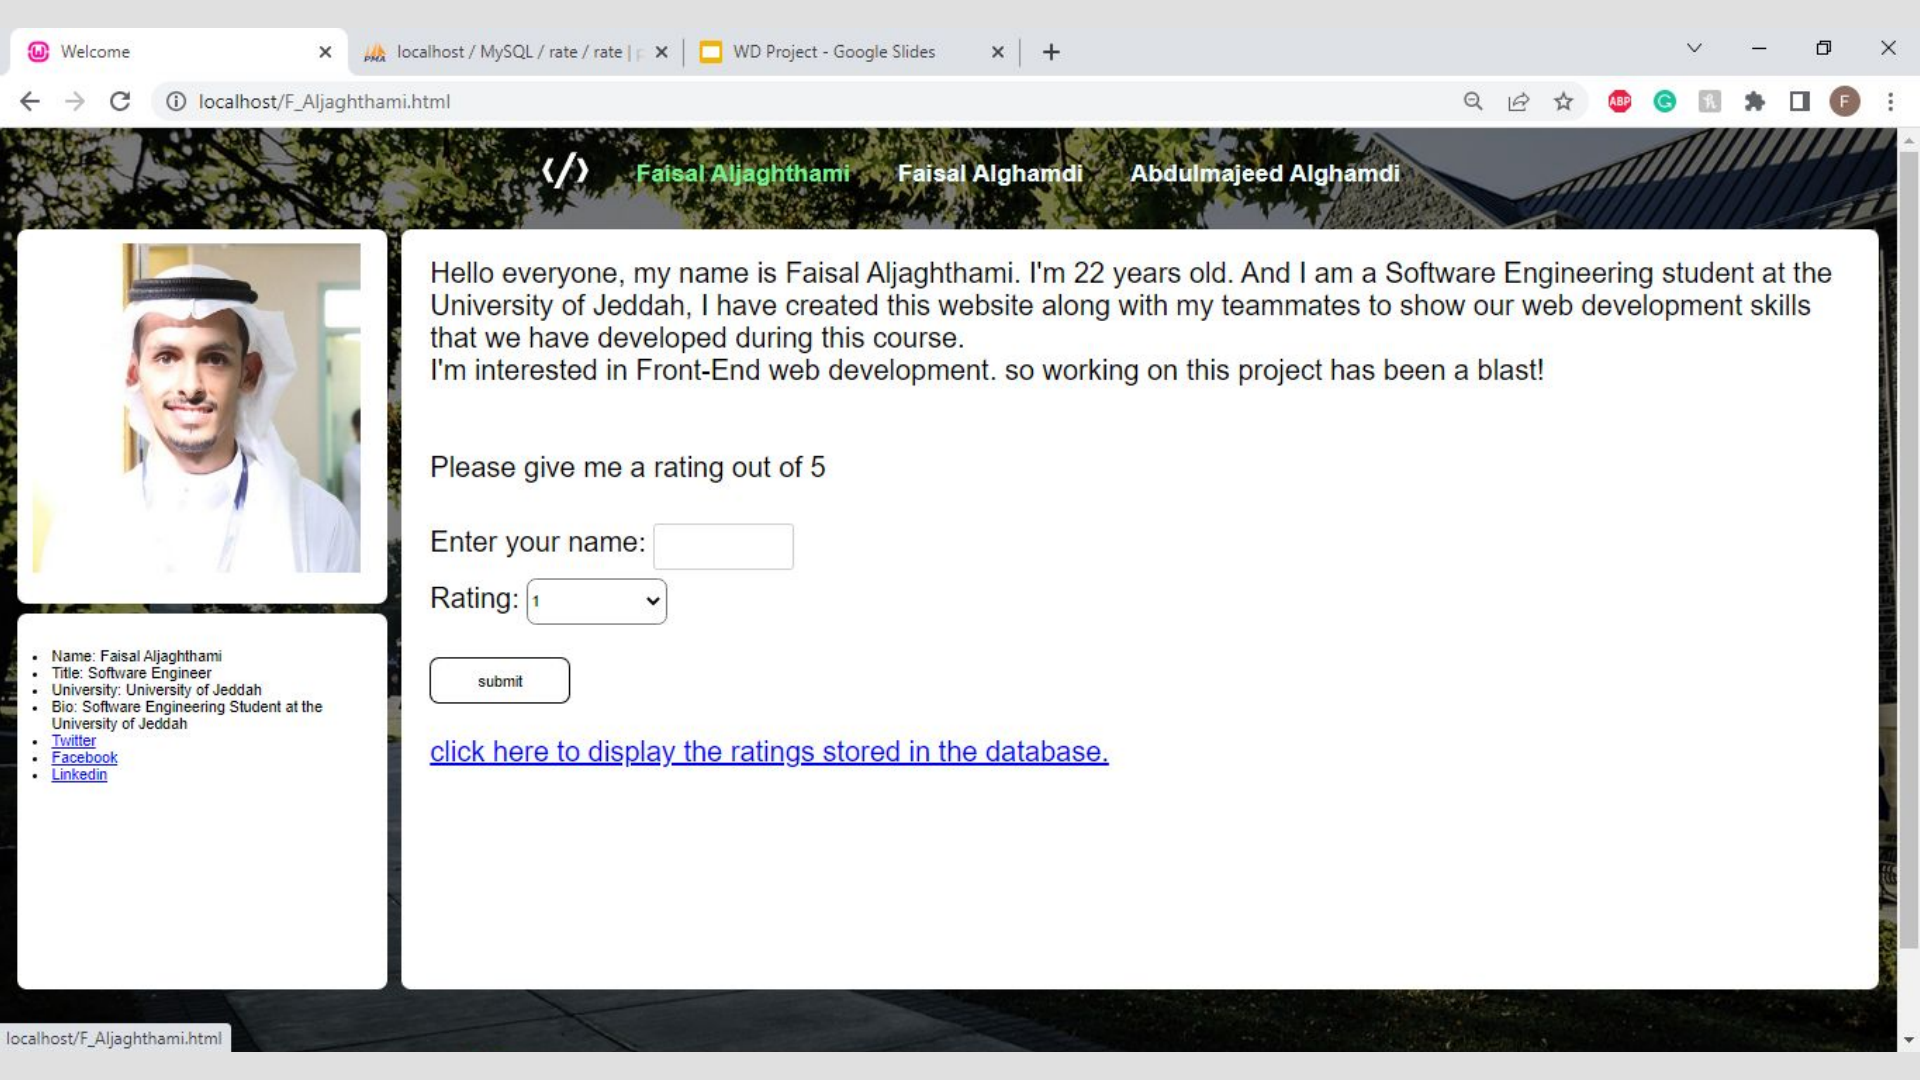 Welcome
localhost / MySQL / rate / rate |
WD Project - Google Slides
localhost/F_Aljaghthami.html
ABP
F
Faisal Aljaghthami
Faisal Alghamdi
Abdulmajeed Alghamdi
Hello everyone, my name is Faisal Aljaghthami. I'm 22 years old. And I am a Software Engineering student at the
University of Jeddah, I have created this website along with my teammates to show our web development skills
that we have developed during this course.
I'm interested in Front-End web development. so working on this project has been a blast!
Please give me a rating out of 5
Enter your name:
Rating: 1
submit
click here to display the ratings stored in the database.
Name: Faisal Aljaghthami
Title: Software Engineer
University: University of Jeddah
Bio: Software Engineering Student at the
University of Jeddah
Twitter
Facebook
Linkedin
localhost/F_Aljaghthami.html